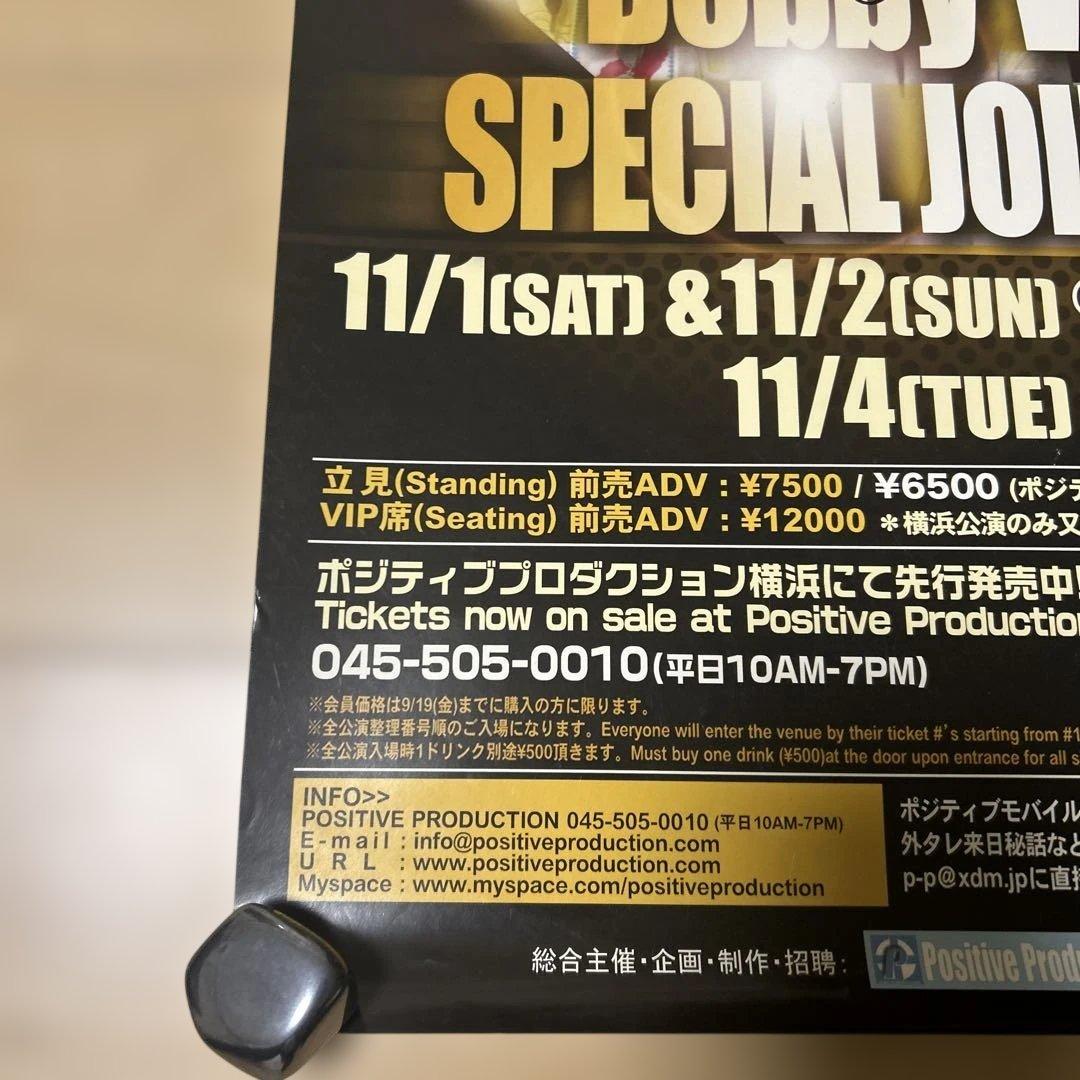 Bobby V
SPECIAL JOI
11/1(SAT) & 11/2(SUN)
11/4(TUE)
立見(Standing) 前売ADV : ¥7500 / ¥6500 (ポジテ
VIP席(Seating) 前売ADV : ¥12000 *横浜公演のみ又
ポジティブプロダクション横浜にて先行発売中!
Tickets now on sale at Positive Production
045-505-0010(平日10AM-7PM)
※会員価格は9/19(金)までに購入の方に限ります。
※全公演整理番号順のご入場になります。Everyone will enter the venue by their ticket #'s starting from #1
※全公演入場時1ドリンク別途¥500頂きます。Must buy one drink (¥500)at the door upon entrance for all s
INFO>>
POSITIVE PRODUCTION 045-505-0010 (平日10AM-7PM)
E-mail : info@positiveproduction.com
URL : www.positiveproduction.com
Myspace : www.myspace.com/positiveproduction
ポジティブモバイル
外タレ来日秘話など
p-p@xdm.jpに直接
総合主催・企画・制作・招聘:
Positive Produ